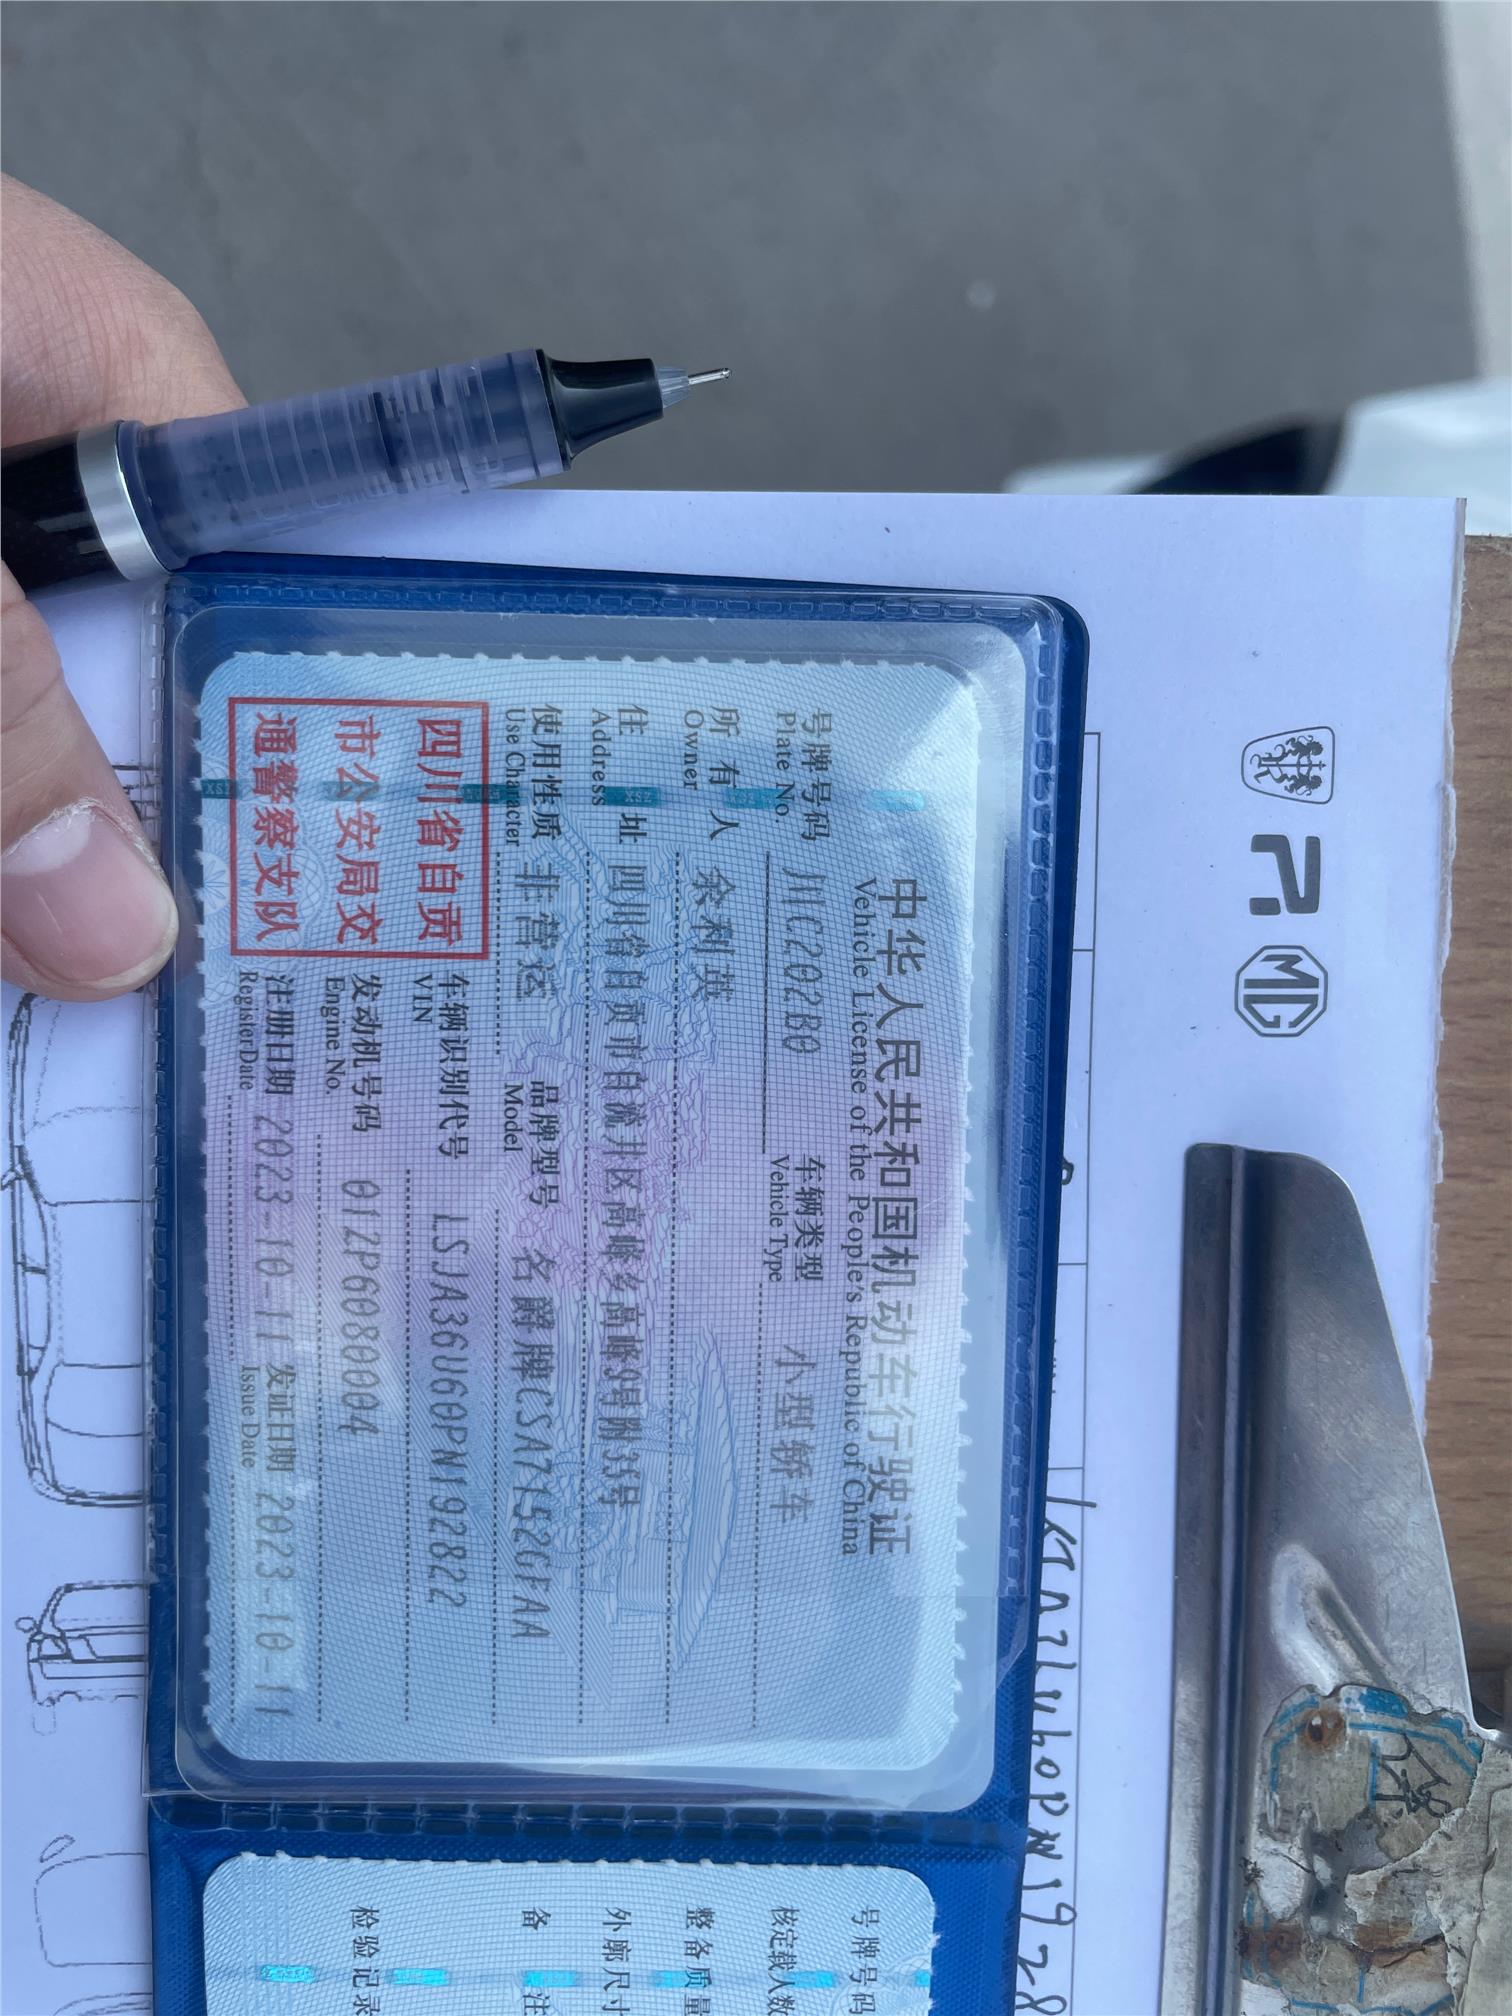 中华人民共和国机动车行驶证
Vehicle License of the People's Republic of China
号牌号码 川C202B0 车辆类型 小型轿车
Plate No. Vehicle Type
所有人 余利英
Owner
住址 四川省自贡市自流井区高峰乡高峰9号附35号
Address
使用性质 非营运 品牌型号 名爵牌CSA7152GFAA
Use Character Model
四川省自贡
市公安局交
通警察支队
车辆识别代号 LSJA36U60PN192822
VIN
发动机号码 01ZP6080004
Engine No.
注册日期 2023-10-11 发证日期 2023-10-11
Register Date Issue Date
号牌号码
核定载人数
整备质量
外廓尺寸
备注
检验记录
MG